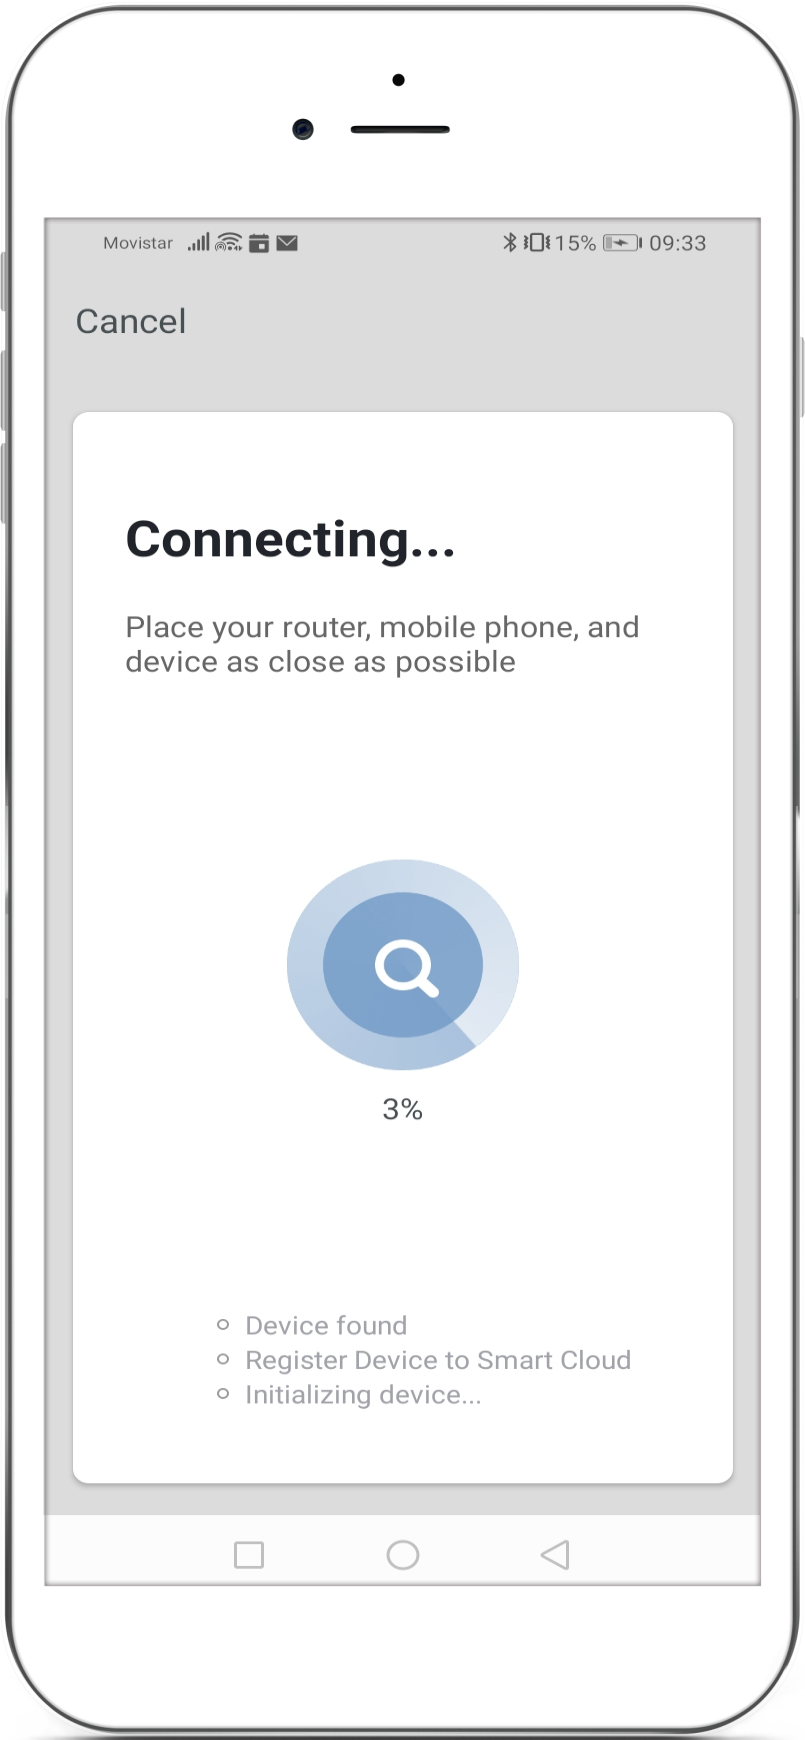 Movistar 15% 09:33
Cancel
Connecting...
Place your router, mobile phone, and
device as close as possible
3%
Device found
Register Device to Smart Cloud
Initializing device...